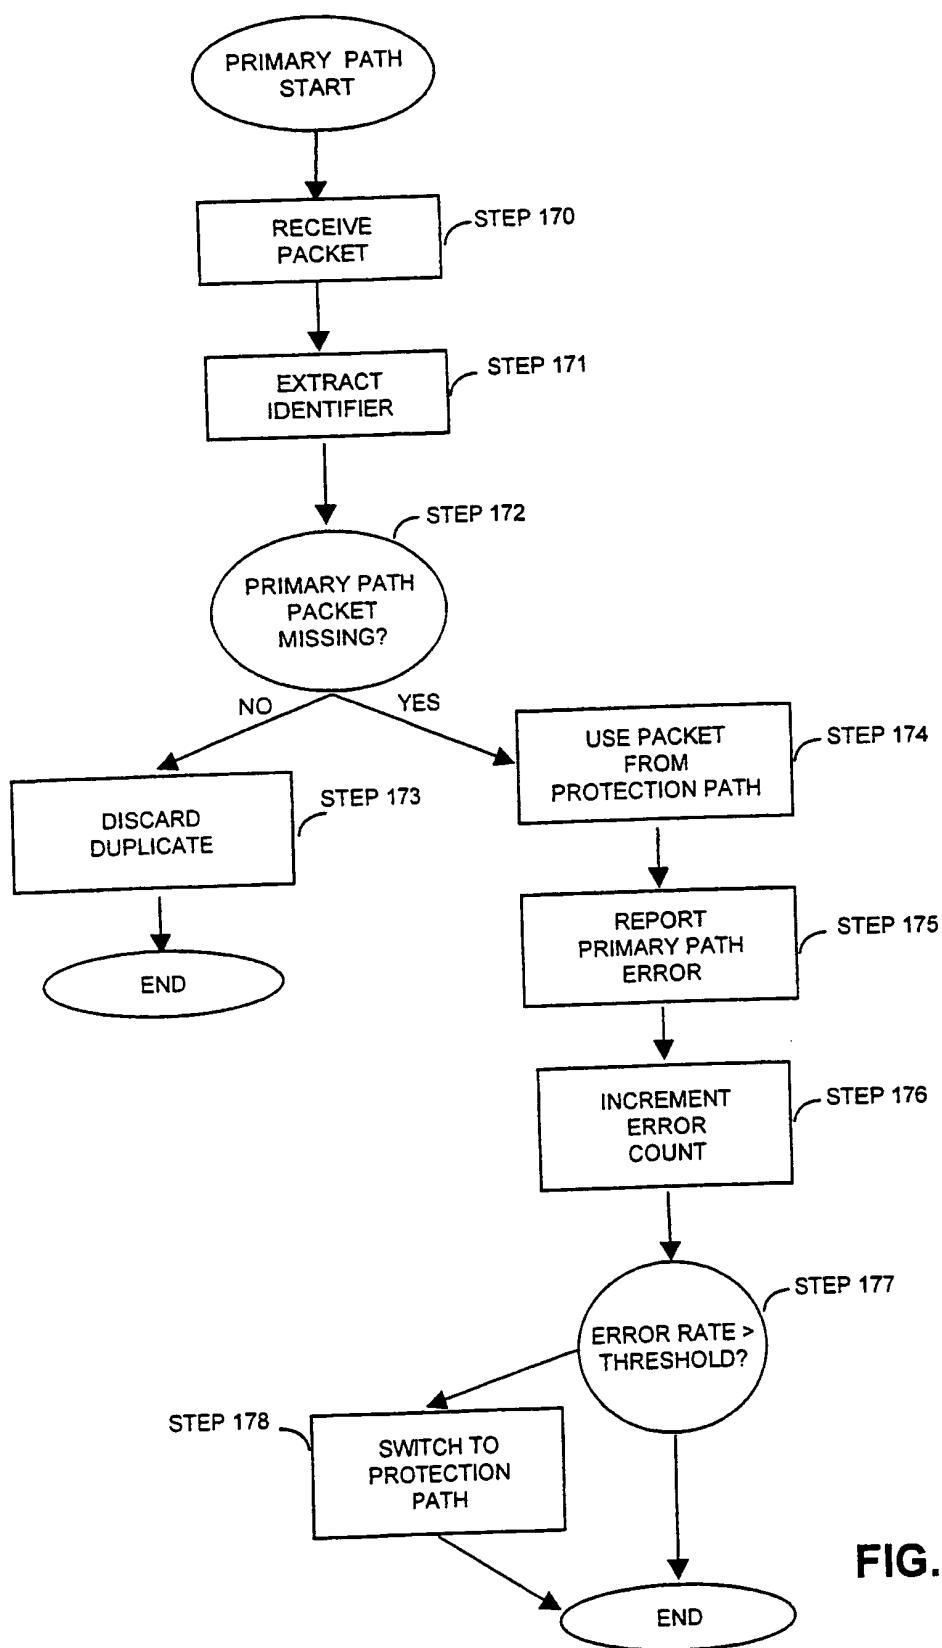 PRIMARY PATH
START
RECEIVE
PACKET
STEP 170
EXTRACT
IDENTIFIER
STEP 171
STEP 172
PRIMARY PATH
PACKET
MISSING?
NO
YES
USE PACKET
FROM
PROTECTION PATH
STEP 174
DISCARD
DUPLICATE
STEP 173
REPORT
PRIMARY PATH
ERROR
STEP 175
END
INCREMENT
ERROR
COUNT
STEP 176
STEP 177
ERROR RATE >
THRESHOLD?
STEP 178
SWITCH TO
PROTECTION
PATH
FIG.
END